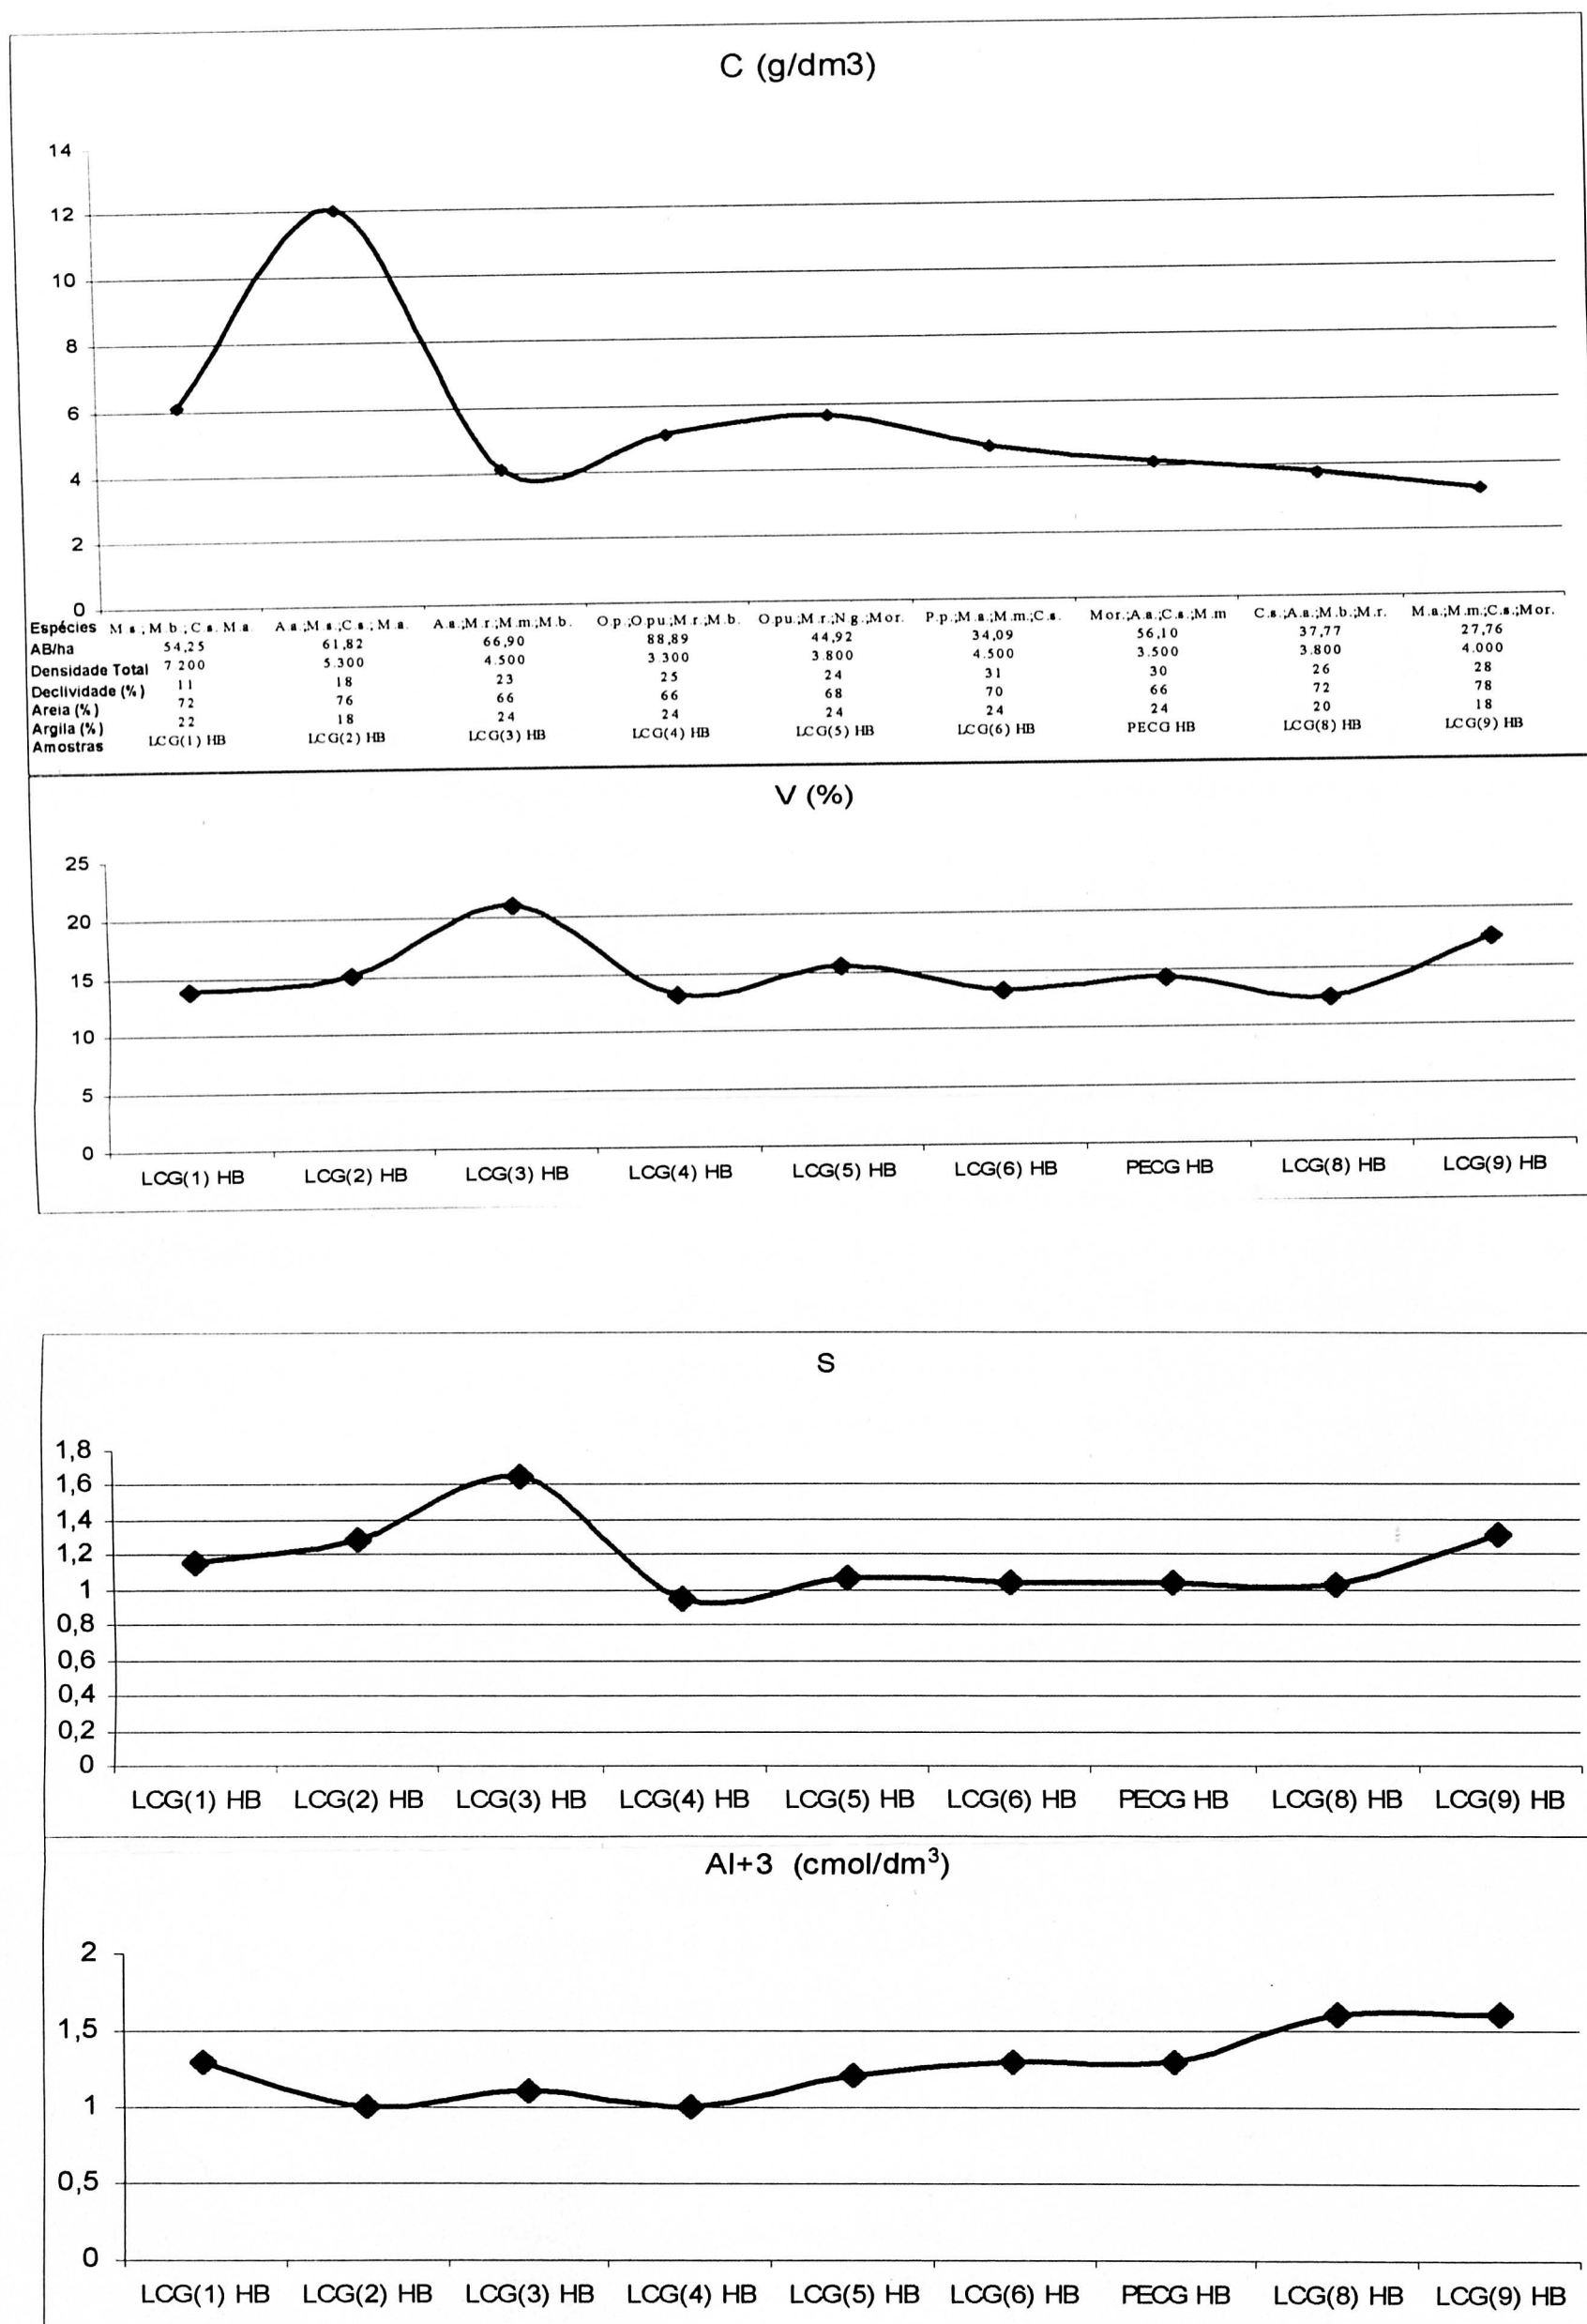 C (g/dm3)
14
12
10
8
6
4
2
0
Espécies M.s.;M.b.;C.s.M.a. A.a.;M.s.;C.s.;M.a. A.a.;M.r.;M.m.;M.b. O.p.;O.pu.;M.r.;M.b. O.pu.;M.r.;N.g.;Mor. P.p.;M.a.;M.m.;C.s. Mor.;A.a.;C.s.;M.m C.s.;A.a.;M.b.;M.r. M.a.;M.m.;C.s.;Mor.
AB/ha 54,25 61,82 66,90 88,89 44,92 34,09 56,10 37,77 27,76
Densidade Total 7 200 5.300 4.500 3.300 3.800 4.500 3.500 3.800 4.000
Declividade (%) 11 18 23 25 24 31 30 26 28
Areia (%) 72 76 66 66 68 70 66 72 78
Argila (%) 22 18 24 24 24 24 24 20 18
Amostras LCG(1) HB LCG(2) HB LCG(3) HB LCG(4) HB LCG(5) HB LCG(6) HB PECG HB LCG(8) HB LCG(9) HB
V (%)
25
20
15
10
5
0
LCG(1) HB LCG(2) HB LCG(3) HB LCG(4) HB LCG(5) HB LCG(6) HB PECG HB LCG(8) HB LCG(9) HB
S
1,8
1,6
1,4
1,2
1
0,8
0,6
0,4
0,2
0
LCG(1) HB LCG(2) HB LCG(3) HB LCG(4) HB LCG(5) HB LCG(6) HB PECG HB LCG(8) HB LCG(9) HB
Al+3 (cmol/dm³)
2
1,5
1
0,5
0
LCG(1) HB LCG(2) HB LCG(3) HB LCG(4) HB LCG(5) HB LCG(6) HB PECG HB LCG(8) HB LCG(9) HB